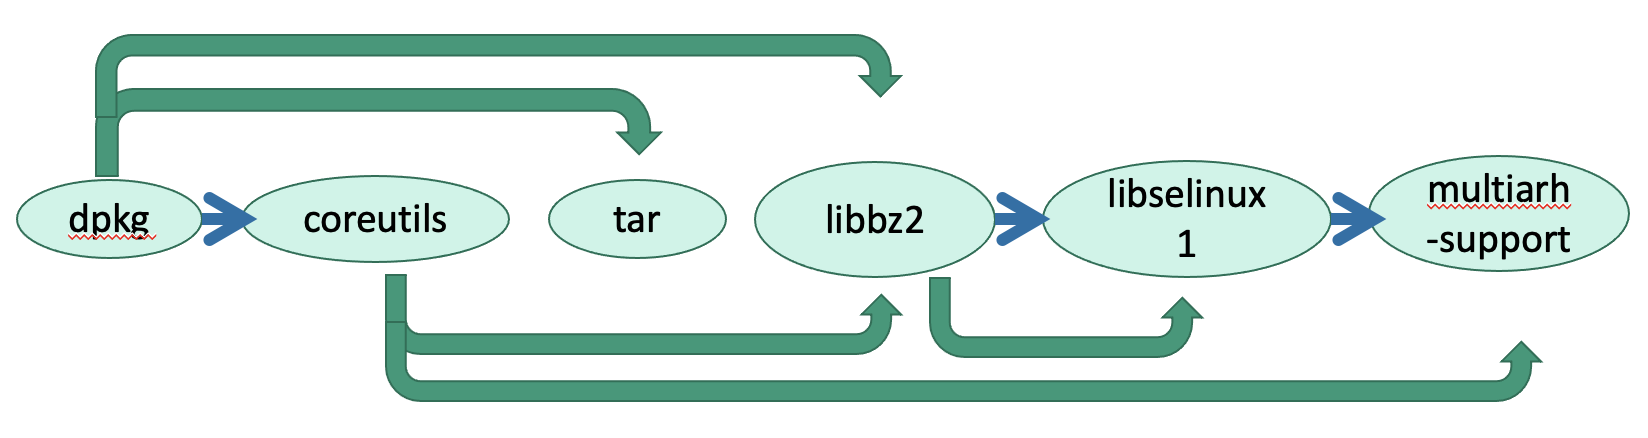 dpkg
coreutils
tar
libbz2
libselinux
1
multiarh
-support